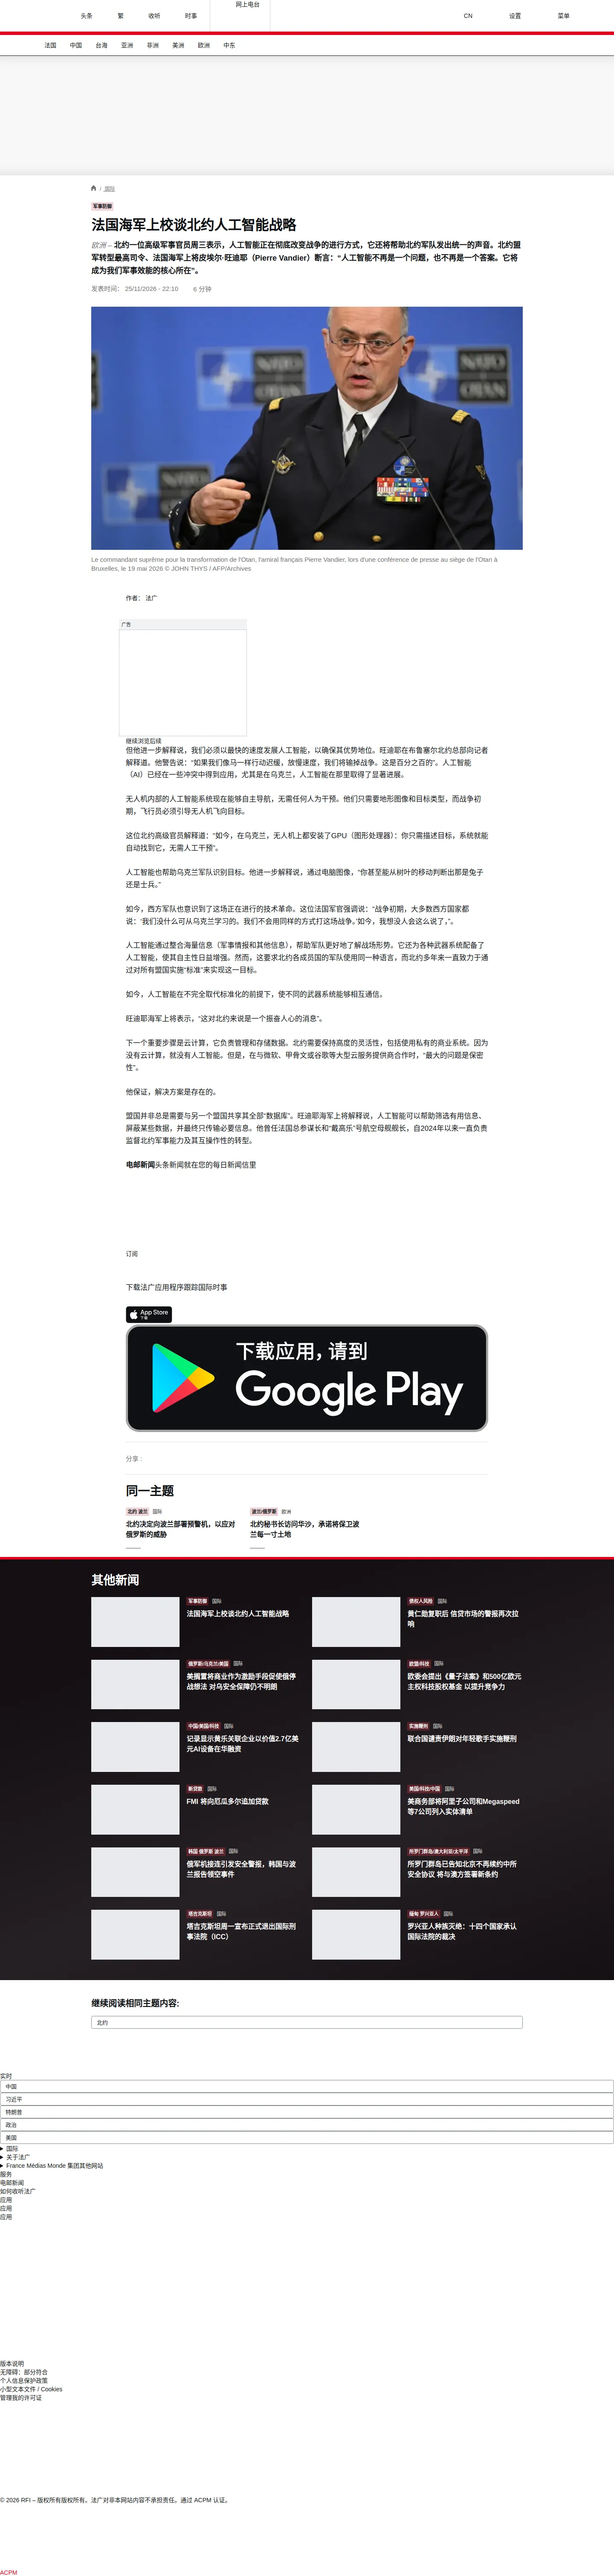 网上电台
头条
繁
收听
时事
CN
设置
菜单
法国
中国
台海
亚洲
非洲
美洲
欧洲
中东
/ 国际
军事防御
法国海军上校谈北约人工智能战略
欧洲 – 北约一位高级军事官员周三表示，人工智能正在彻底改变战争的进行方式，它还将帮助北约军队发出统一的声音。北约盟
军转型最高司令、法国海军上将皮埃尔·旺迪耶（Pierre Vandier）断言：“人工智能不再是一个问题，也不再是一个答案。它将
成为我们军事效能的核心所在”。
发表时间： 25/11/2026 - 22:10
6 分钟
NATO
OTAN
Le commandant suprême pour la transformation de l'Otan, l'amiral français Pierre Vandier, lors d'une conférence de presse au siège de l'Otan à
Bruxelles, le 19 mai 2026 © JOHN THYS / AFP/Archives
作者： 法广
广告
继续浏览后续
但他进一步解释说，我们必须以最快的速度发展人工智能，以确保其优势地位。旺迪耶在布鲁塞尔北约总部向记者
解释道。他警告说：“如果我们像马一样行动迟缓，放慢速度，我们将输掉战争。这是百分之百的”。人工智能
（AI）已经在一些冲突中得到应用，尤其是在乌克兰，人工智能在那里取得了显著进展。
无人机内部的人工智能系统现在能够自主导航，无需任何人为干预。他们只需要地形图像和目标类型，而战争初
期，飞行员必须引导无人机飞向目标。
这位北约高级官员解释道：“如今，在乌克兰，无人机上都安装了GPU（图形处理器）：你只需描述目标，系统就能
自动找到它，无需人工干预”。
人工智能也帮助乌克兰军队识别目标。他进一步解释说，通过电脑图像，“你甚至能从树叶的移动判断出那是兔子
还是士兵。”
如今，西方军队也意识到了这场正在进行的技术革命。这位法国军官强调说：“战争初期，大多数西方国家都
说：‘我们没什么可从乌克兰学习的。我们不会用同样的方式打这场战争。’如今，我想没人会这么说了，”。
人工智能通过整合海量信息（军事情报和其他信息），帮助军队更好地了解战场形势。它还为各种武器系统配备了
人工智能，使其自主性日益增强。然而，这要求北约各成员国的军队使用同一种语言，而北约多年来一直致力于通
过对所有盟国实施“标准”来实现这一目标。
如今，人工智能在不完全取代标准化的前提下，使不同的武器系统能够相互通信。
旺迪耶海军上将表示，“这对北约来说是一个振奋人心的消息”。
下一个重要步骤是云计算，它负责管理和存储数据。北约需要保持高度的灵活性，包括使用私有的商业系统。因为
没有云计算，就没有人工智能。但是，在与微软、甲骨文或谷歌等大型云服务提供商合作时，“最大的问题是保密
性”。
他保证，解决方案是存在的。
盟国并非总是需要与另一个盟国共享其全部“数据库”。旺迪耶海军上将解释说，人工智能可以帮助筛选有用信息、
屏蔽某些数据，并最终只传输必要信息。他曾任法国总参谋长和“戴高乐”号航空母舰舰长，自2024年以来一直负责
监督北约军事能力及其互操作性的转型。
电邮新闻头条新闻就在您的每日新闻信里
订阅
下载法广应用程序跟踪国际时事
App Store
下载
下载应用，请到
Google Play
分享 :
同一主题
北约 波兰 国际
北约决定向波兰部署预警机，以应对
俄罗斯的威胁
波兰/俄罗斯 欧洲
北约秘书长访问华沙，承诺将保卫波
兰每一寸土地
其他新闻
军事防御 国际
法国海军上校谈北约人工智能战略
债权人风险 国际
黄仁勋复职后 信贷市场的警报再次拉
响
俄罗斯/乌克兰/美国 国际
美搁置将商业作为激励手段促使俄停
战想法 对乌安全保障仍不明朗
欧盟/科技 国际
欧委会提出《量子法案》和500亿欧元
主权科技股权基金 以提升竞争力
中国/美国/科技 国际
记录显示黄乐关联企业以价值2.7亿美
元AI设备在华融资
实施鞭刑 国际
联合国谴责伊朗对年轻歌手实施鞭刑
新贷款 国际
FMI 将向厄瓜多尔追加贷款
美国/科技/中国 国际
美商务部将阿里子公司和Megaspeed
等7公司列入实体清单
韩国 俄罗斯 波兰 国际
俄军机接连引发安全警报，韩国与波
兰报告领空事件
所罗门群岛/澳大利亚/太平洋 国际
所罗门群岛已告知北京不再续约中所
安全协议 将与澳方签署新条约
塔吉克斯坦 国际
塔吉克斯坦周一宣布正式退出国际刑
事法院（ICC）
缅甸 罗兴亚人 国际
罗兴亚人种族灭绝：十四个国家承认
国际法院的裁决
继续阅读相同主题内容:
北约
实时
中国
习近平
特朗普
政治
美国
国际
关于法广
France Médias Monde 集团其他网站
服务
电邮新闻
如何收听法广
应用
应用
应用
版本说明
无障碍：部分符合
个人信息保护政策
小型文本文件 / Cookies
管理我的许可证
© 2026 RFI – 版权所有版权所有。法广对非本网站内容不承担责任。通过 ACPM 认证。
ACPM